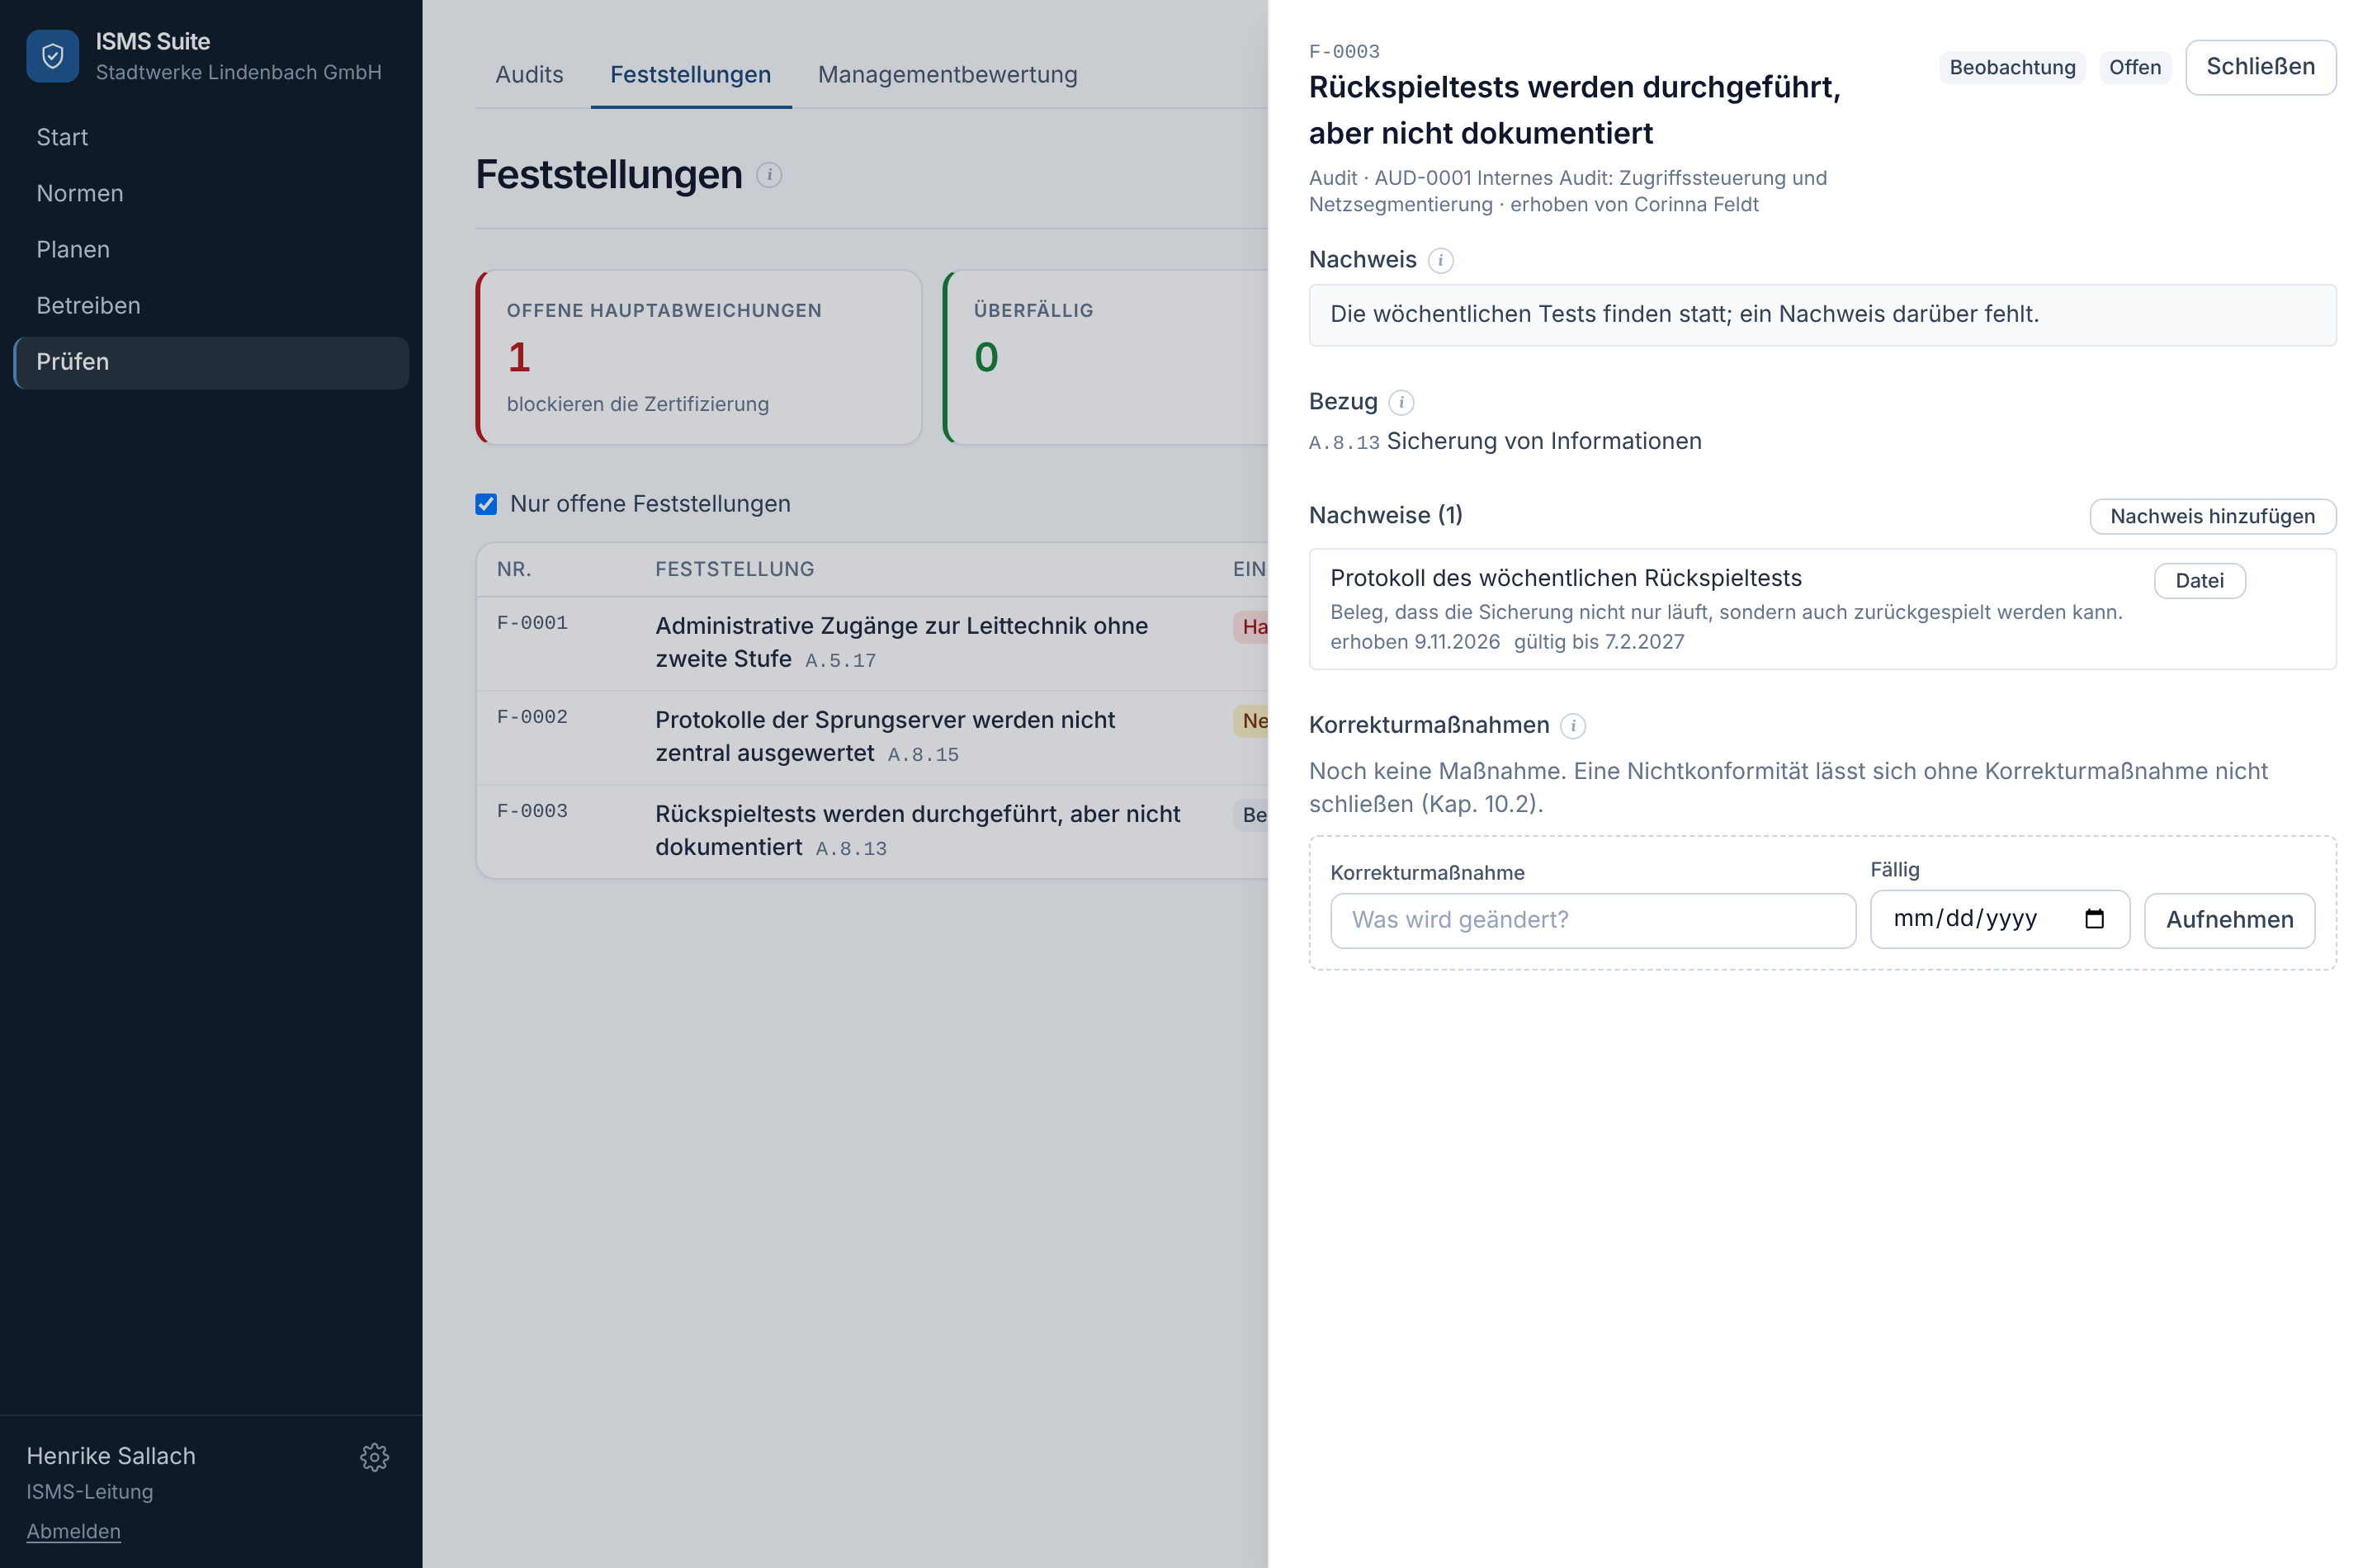 ISMS Suite
Stadtwerke Lindenbach GmbH
Start
Normen
Planen
Betreiben
Prüfen
Henrike Sallach
ISMS-Leitung
Abmelden
Audits
Feststellungen
Managementbewertung
Feststellungen
OFFENE HAUPTABWEICHUNGEN
1
blockieren die Zertifizierung
ÜBERFÄLLIG
0
Nur offene Feststellungen
NR. FESTSTELLUNG EIN
F-0001 Administrative Zugänge zur Leittechnik ohne Ha
zweite Stufe A.5.17
F-0002 Protokolle der Sprungserver werden nicht Ne
zentral ausgewertet A.8.15
F-0003 Rückspieltests werden durchgeführt, aber nicht Be
dokumentiert A.8.13
F-0003
Rückspieltests werden durchgeführt,
aber nicht dokumentiert
Beobachtung
Offen
Schließen
Audit · AUD-0001 Internes Audit: Zugriffssteuerung und
Netzsegmentierung · erhoben von Corinna Feldt
Nachweis
Die wöchentlichen Tests finden statt; ein Nachweis darüber fehlt.
Bezug
A.8.13 Sicherung von Informationen
Nachweise (1)
Nachweis hinzufügen
Protokoll des wöchentlichen Rückspieltests
Datei
Beleg, dass die Sicherung nicht nur läuft, sondern auch zurückgespielt werden kann.
erhoben 9.11.2026 gültig bis 7.2.2027
Korrekturmaßnahmen
Noch keine Maßnahme. Eine Nichtkonformität lässt sich ohne Korrekturmaßnahme nicht
schließen (Kap. 10.2).
Korrekturmaßnahme
Was wird geändert?
Fällig
mm/dd/yyyy
Aufnehmen